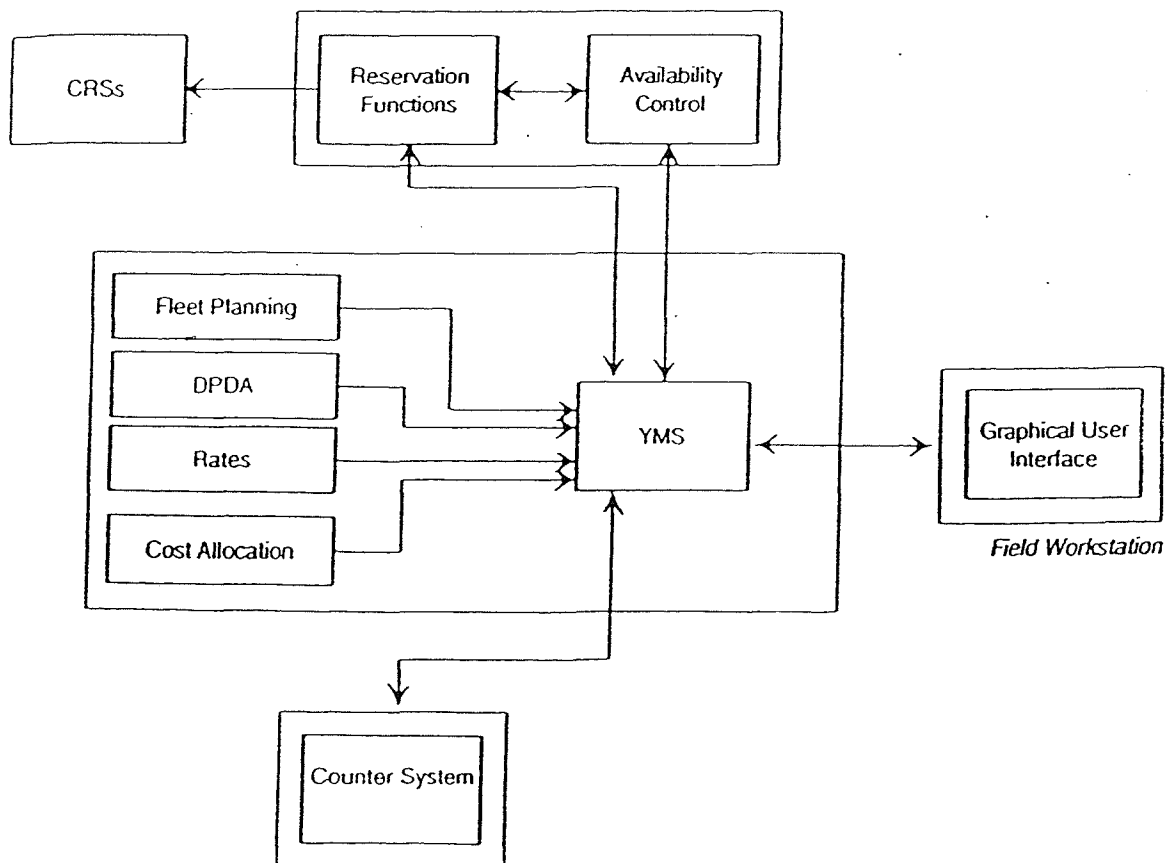 CRSs
Reservation
Functions
Availability
Control
Fleet Planning
DPDA
Rates
Cost Allocation
YMS
Graphical User
Interface
Field Workstation
Counter System